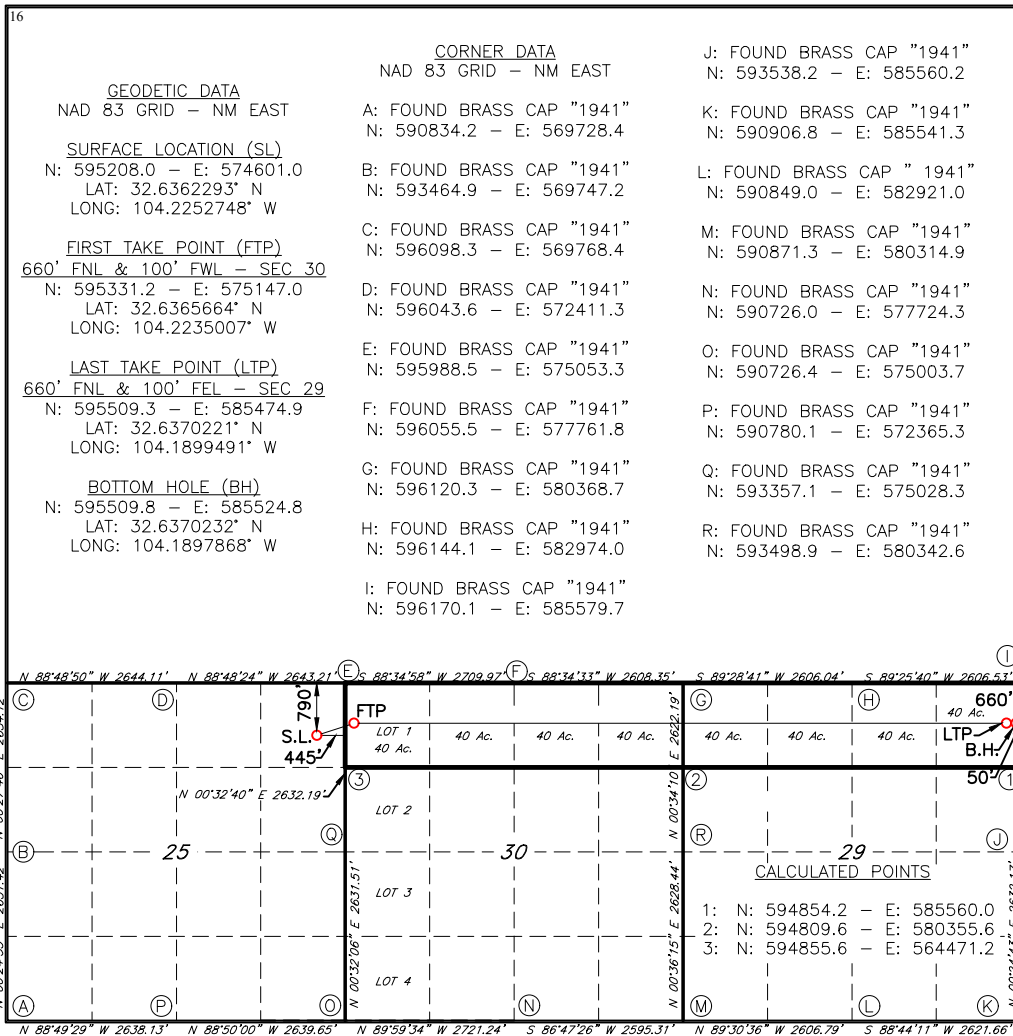 16
GEODETIC DATA
NAD 83 GRID – NM EAST
SURFACE LOCATION (SL)
N: 595208.0 – E: 574601.0
LAT: 32.6362293° N
LONG: 104.2252748° W
FIRST TAKE POINT (FTP)
660' FNL & 100' FWL – SEC 30
N: 595331.2 – E: 575147.0
LAT: 32.6365664° N
LONG: 104.2235007° W
LAST TAKE POINT (LTP)
660' FNL & 100' FEL – SEC 29
N: 595509.3 – E: 585474.9
LAT: 32.6370221° N
LONG: 104.1899491° W
BOTTOM HOLE (BH)
N: 595509.8 – E: 585524.8
LAT: 32.6370232° N
LONG: 104.1897868° W
CORNER DATA
NAD 83 GRID – NM EAST
A: FOUND BRASS CAP "1941"
N: 590834.2 – E: 569728.4
B: FOUND BRASS CAP "1941"
N: 593464.9 – E: 569747.2
C: FOUND BRASS CAP "1941"
N: 596098.3 – E: 569768.4
D: FOUND BRASS CAP "1941"
N: 596043.6 – E: 572411.3
E: FOUND BRASS CAP "1941"
N: 595988.5 – E: 575053.3
F: FOUND BRASS CAP "1941"
N: 596055.5 – E: 577761.8
G: FOUND BRASS CAP "1941"
N: 596120.3 – E: 580368.7
H: FOUND BRASS CAP "1941"
N: 596144.1 – E: 582974.0
I: FOUND BRASS CAP "1941"
N: 596170.1 – E: 585579.7
J: FOUND BRASS CAP "1941"
N: 593538.2 – E: 585560.2
K: FOUND BRASS CAP "1941"
N: 590906.8 – E: 585541.3
L: FOUND BRASS CAP " 1941"
N: 590849.0 – E: 582921.0
M: FOUND BRASS CAP "1941"
N: 590871.3 – E: 580314.9
N: FOUND BRASS CAP "1941"
N: 590726.0 – E: 577724.3
O: FOUND BRASS CAP "1941"
N: 590726.4 – E: 575003.7
P: FOUND BRASS CAP "1941"
N: 590780.1 – E: 572365.3
Q: FOUND BRASS CAP "1941"
N: 593357.1 – E: 575028.3
R: FOUND BRASS CAP "1941"
N: 593498.9 – E: 580342.6
N 88°48'50" W 2644.11'
N 88°48'24" W 2643.21'
E
S 88°34'58" W 2709.97'
F
S 88°34'33" W 2608.35'
S 89°28'41" W 2606.04'
S 89°25'40" W 2606.53'
I
C
D
790'
FTP
G
H
660'
40 Ac.
S.L.
445'
LOT 1
40 Ac.
40 Ac.
40 Ac.
40 Ac.
N 00°34'10" E 2622.19'
40 Ac.
40 Ac.
40 Ac.
LTP
B.H.
50'
N 00°32'40" E 2632.19'
3
2
1
LOT 2
B
25
Q
30
R
29
J
CALCULATED POINTS
1: N: 594854.2 – E: 585560.0
2: N: 594809.6 – E: 580355.6
3: N: 594855.6 – E: 564471.2
N 00°32'06" E 2631.51'
LOT 3
N 00°36'15" E 2628.44'
LOT 4
A
P
O
N
M
L
K
N 88°49'29" W 2638.13'
N 88°50'00" W 2639.65'
N 89°59'34" W 2721.24'
S 86°47'26" W 2595.31'
N 89°30'36" W 2606.79'
S 88°44'11" W 2621.66'